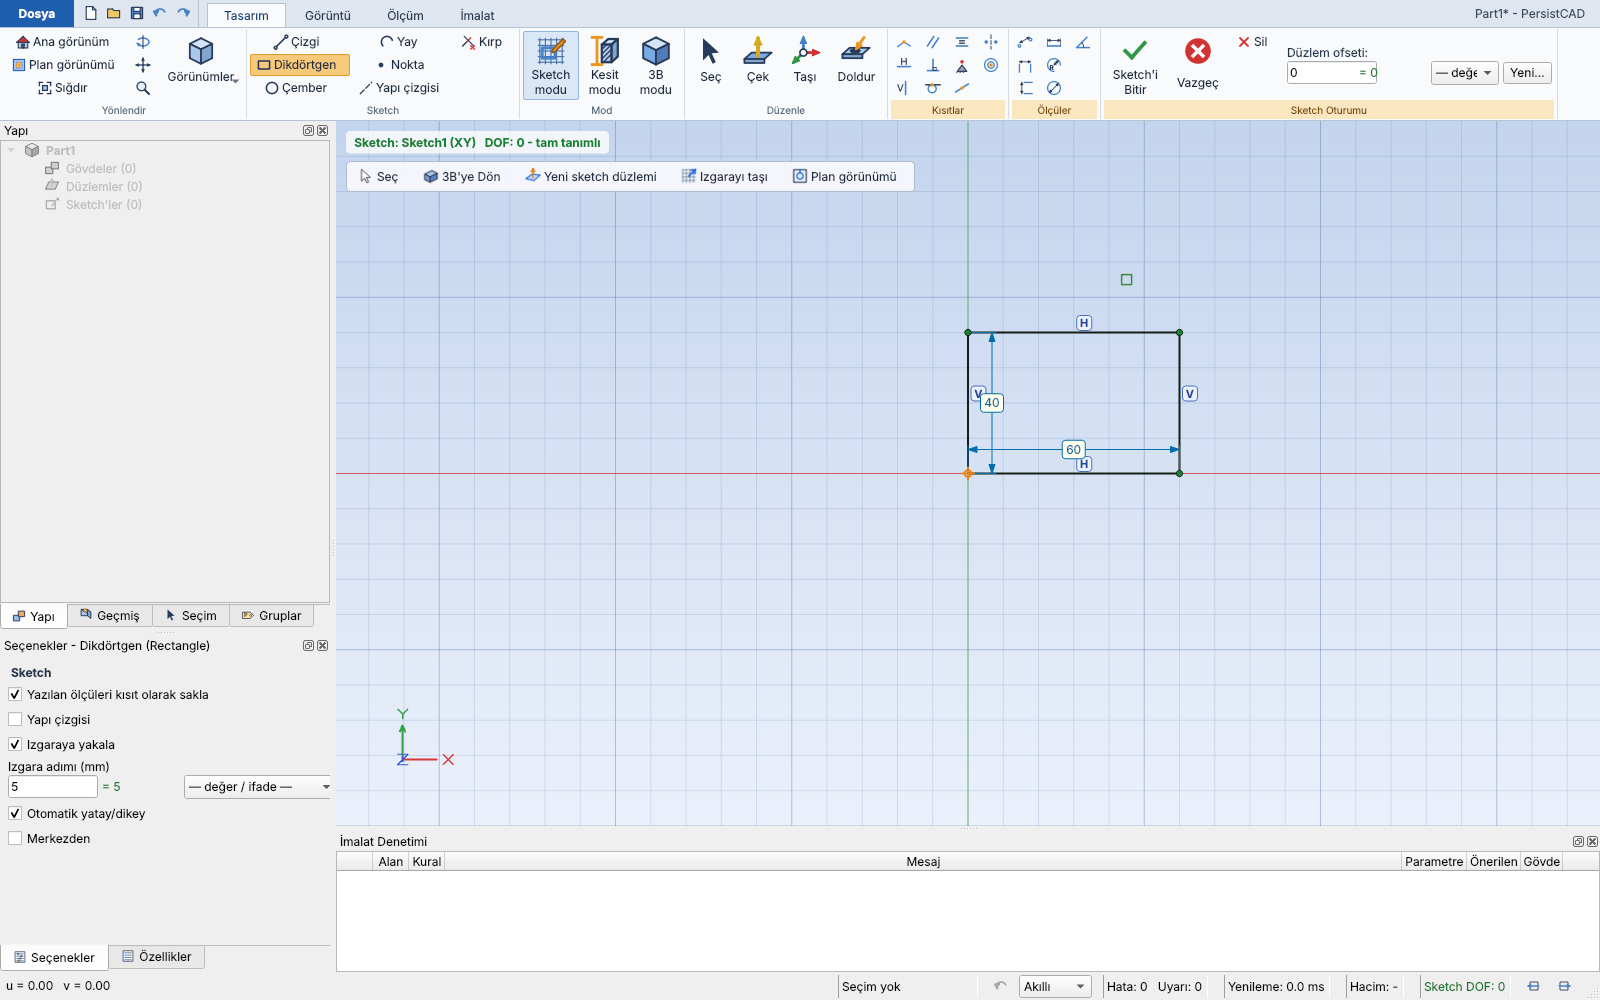 Dosya
Tasarım Görüntü Ölçüm İmalat
Part1* - PersistCAD
Ana görünüm
Plan görünümü
Sığdır
Görünümler
Yönlendir
Çizgi
Dikdörtgen
Çember
Yay
Nokta
Yapı çizgisi
Kırp
Sketch
Sketch modu
Kesit modu
3B modu
Mod
Seç
Çek
Taşı
Doldur
Düzenle
Kısıtlar
Ölçüler
Sketch'i Bitir
Vazgeç
Sil
Düzlem ofseti:
0 = 0
— değe
Yeni...
Sketch Oturumu
Yapı
Part1
Gövdeler (0)
Düzlemler (0)
Sketch'ler (0)
Yapı Geçmiş Seçim Gruplar
Seçenekler - Dikdörtgen (Rectangle)
Sketch
Yazılan ölçüleri kısıt olarak sakla
Yapı çizgisi
Izgaraya yakala
Izgara adımı (mm)
5 = 5 — değer / ifade —
Otomatik yatay/dikey
Merkezden
Seçenekler Özellikler
Sketch: Sketch1 (XY) DOF: 0 - tam tanımlı
Seç 3B'ye Dön Yeni sketch düzlemi Izgarayı taşı Plan görünümü
H
V 40 V
60
H
Y
Z X
İmalat Denetimi
Alan Kural Mesaj Parametre Önerilen Gövde
u = 0.00 v = 0.00
Seçim yok
Akıllı
Hata: 0 Uyarı: 0
Yenileme: 0.0 ms
Hacim: -
Sketch DOF: 0